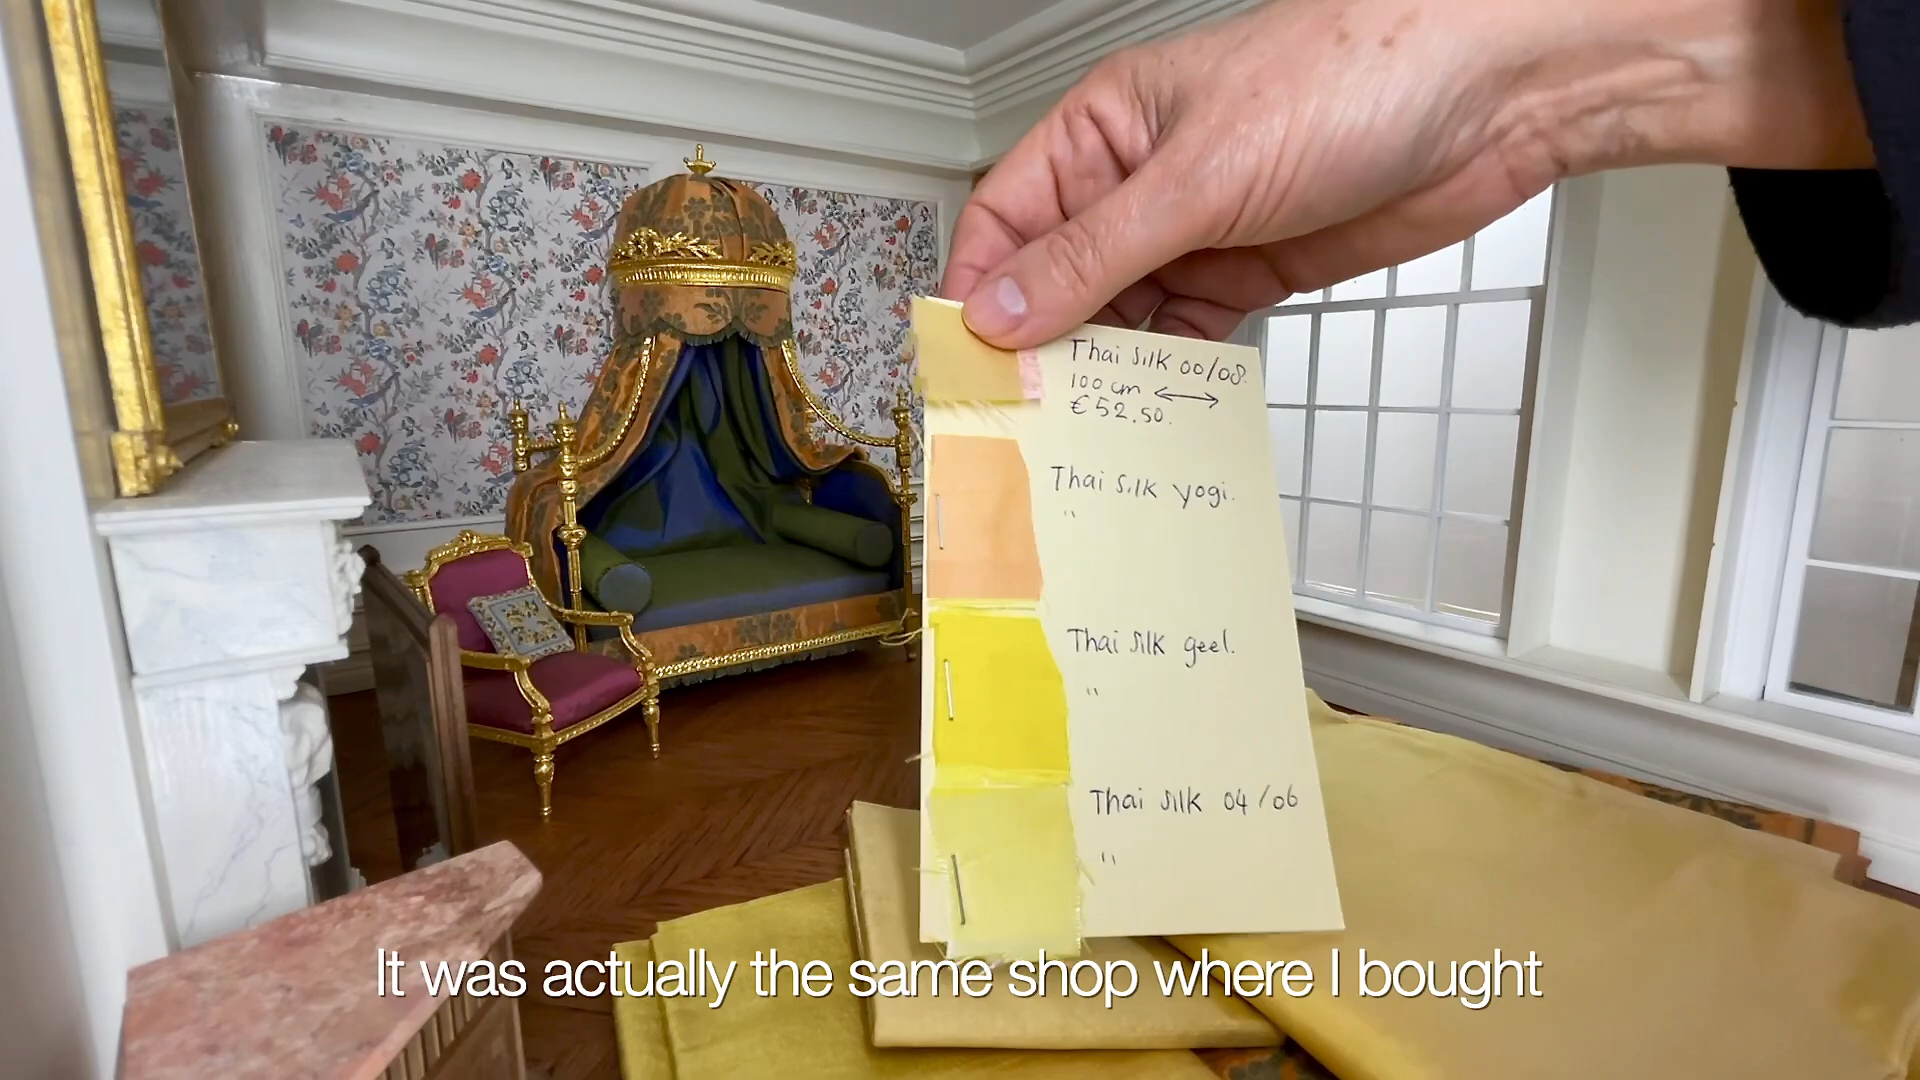 Thai Silk 00/08.
100 cm ⟷
€52.50.
Thai Silk yogi.
"
Thai Silk geel.
"
Thai Silk 04/06
"
It was actually the same shop where I bought